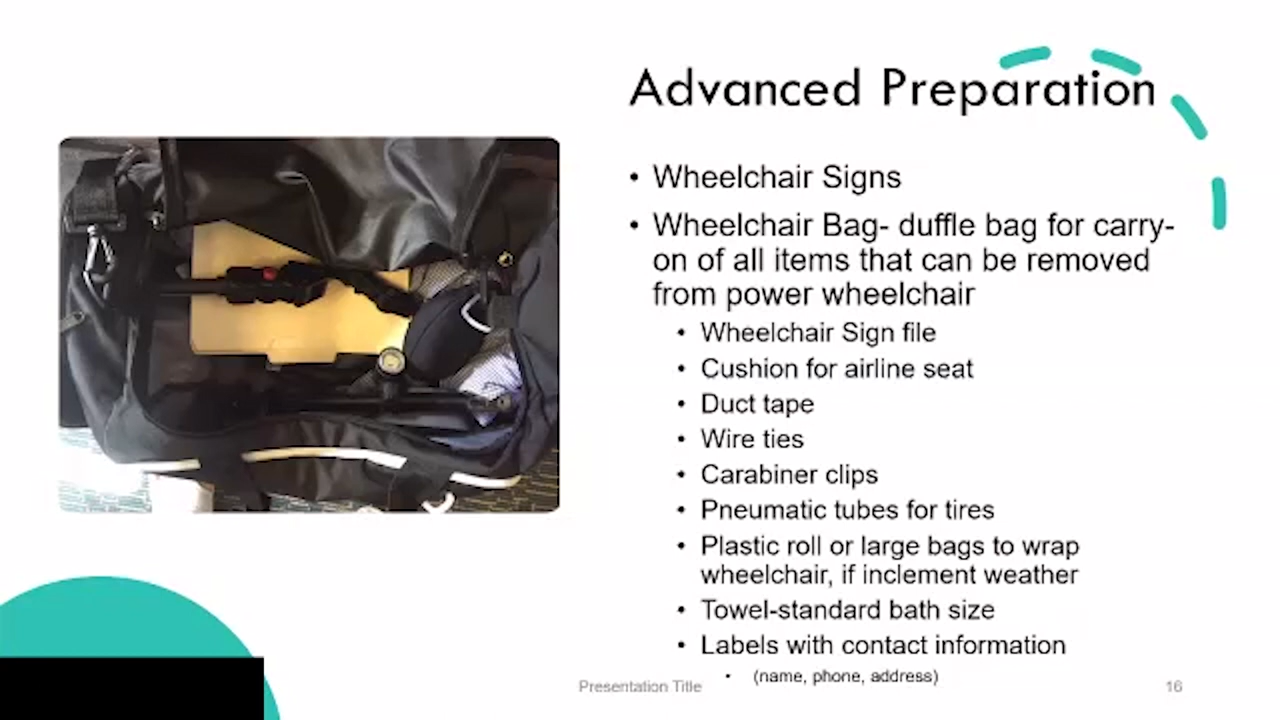 Advanced Preparation
• Wheelchair Signs
• Wheelchair Bag- duffle bag for carry-
on of all items that can be removed
from power wheelchair
• Wheelchair Sign file
• Cushion for airline seat
• Duct tape
• Wire ties
• Carabiner clips
• Pneumatic tubes for tires
• Plastic roll or large bags to wrap
wheelchair, if inclement weather
• Towel-standard bath size
• Labels with contact information
• (name, phone, address)
Presentation Title
16